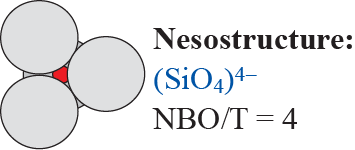 Nesostructure:
(SiO₄)⁴⁻
NBO/T = 4